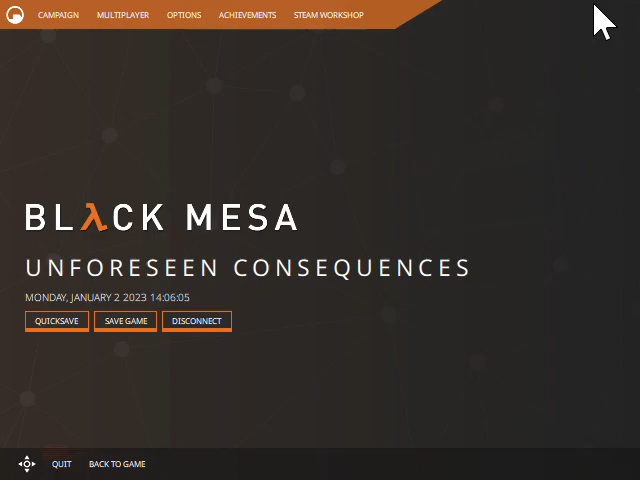 CAMPAIGN MULTIPLAYER OPTIONS ACHIEVEMENTS STEAM WORKSHOP
BLλCK MESA
UNFORESEEN CONSEQUENCES
MONDAY, JANUARY 2 2023 14:06:05
QUICKSAVE SAVE GAME DISCONNECT
QUIT BACK TO GAME